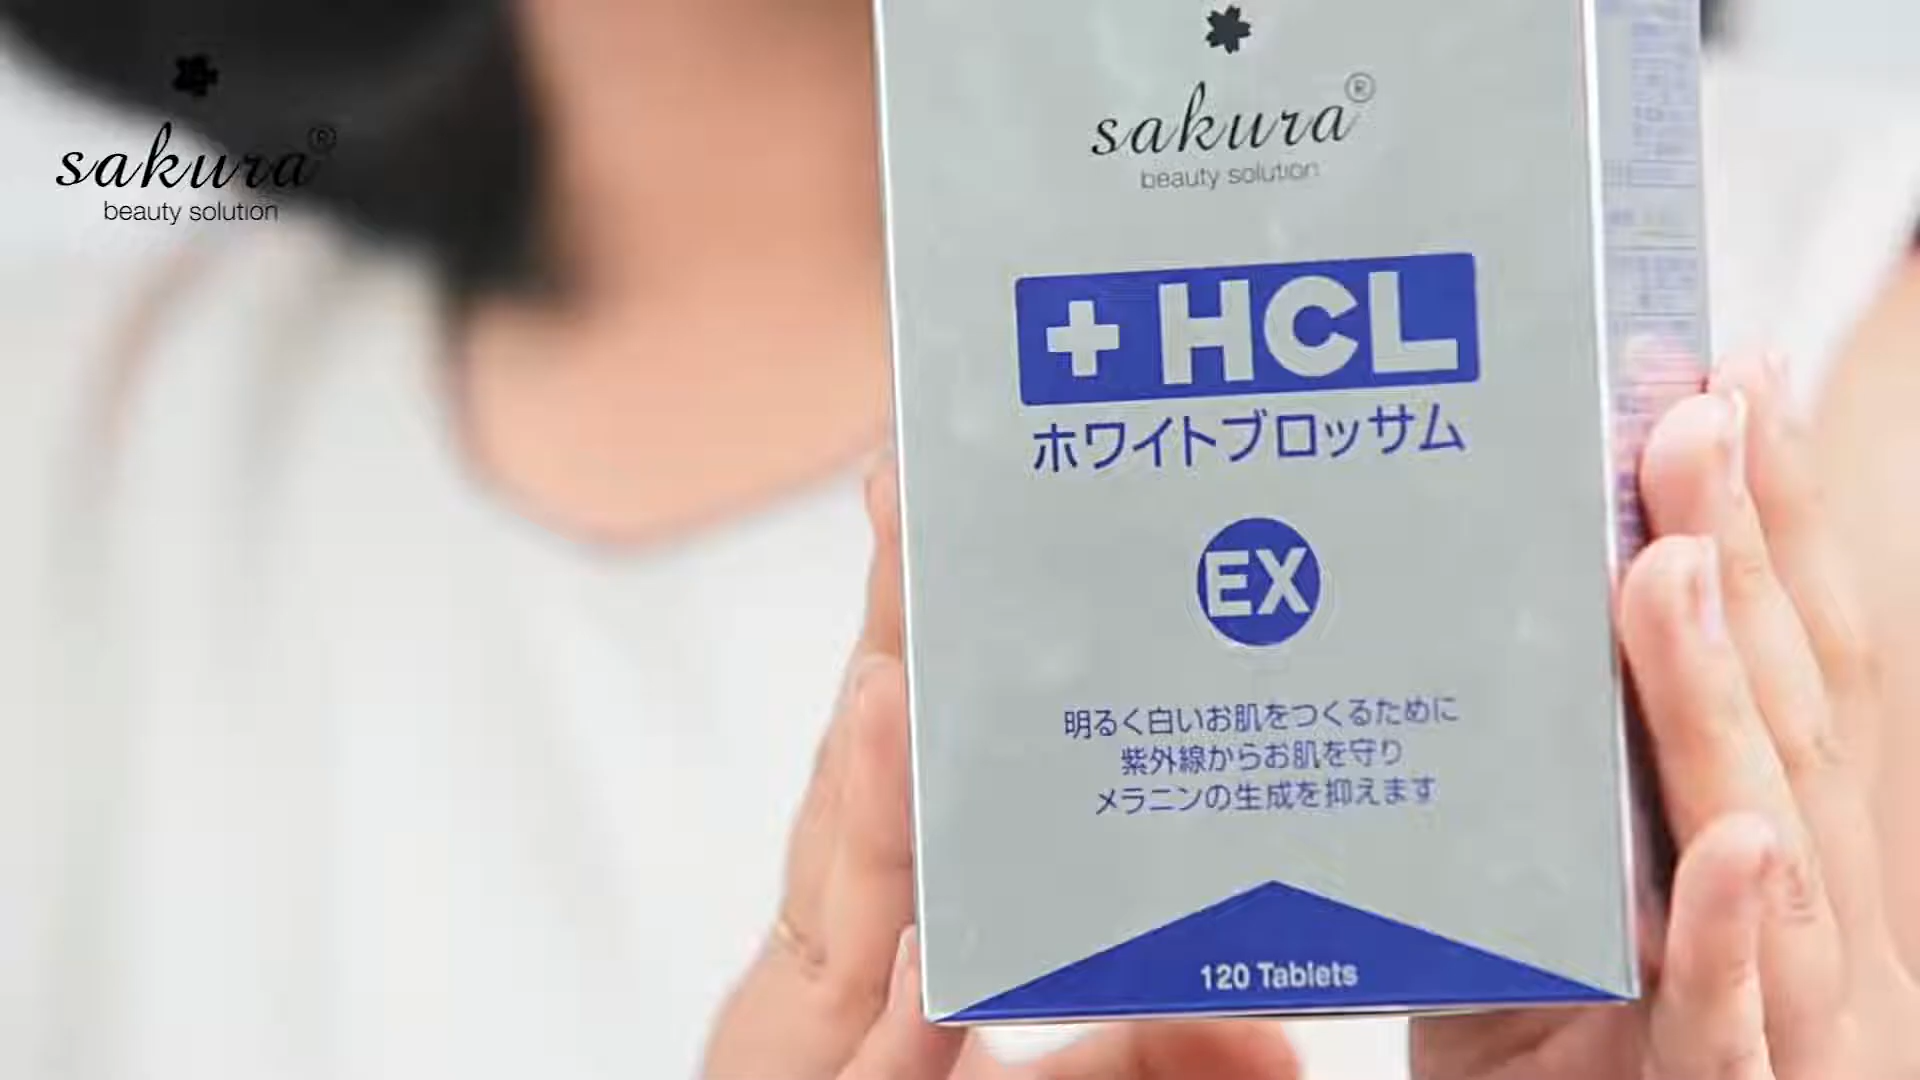 sakura®
beauty solution
sakura®
beauty solution
+HCL
ホワイトブロッサム
EX
明るく白いお肌をつくるために
紫外線からお肌を守り
メラニンの生成を抑えます
120 Tablets